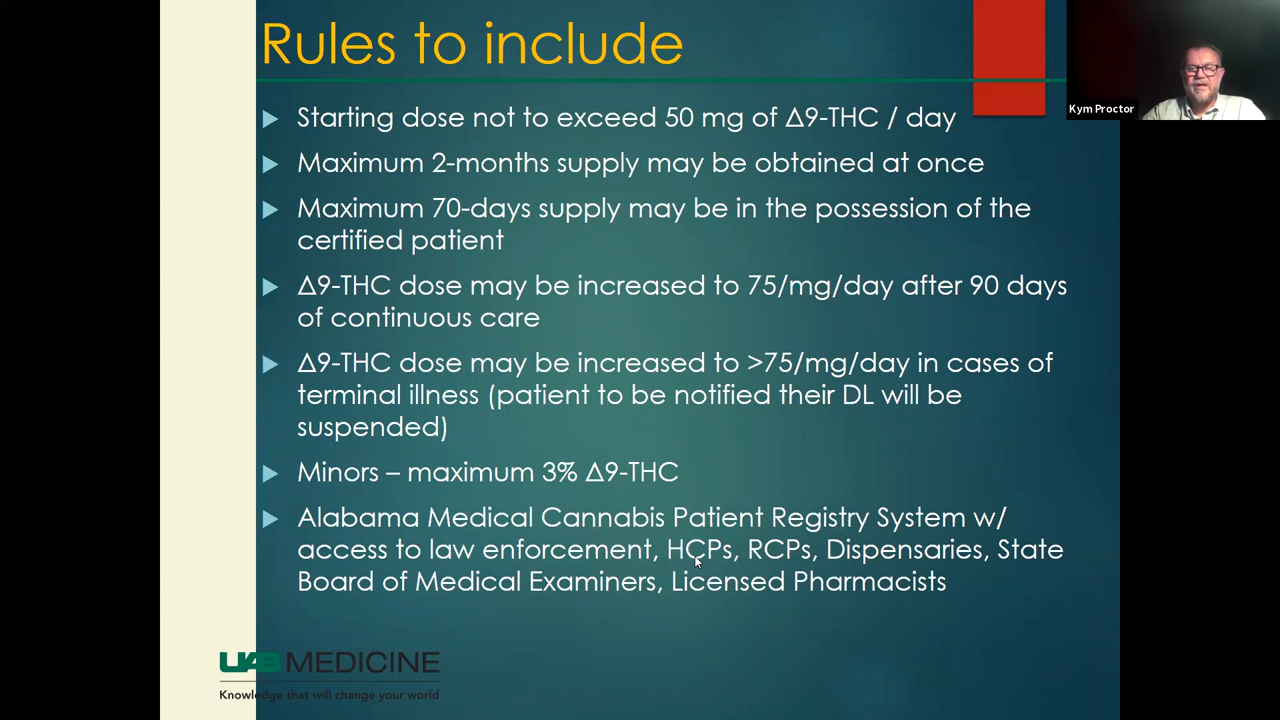 Rules to include
Starting dose not to exceed 50 mg of Δ9-THC / day
Maximum 2-months supply may be obtained at once
Maximum 70-days supply may be in the possession of the
certified patient
Δ9-THC dose may be increased to 75/mg/day after 90 days
of continuous care
Δ9-THC dose may be increased to >75/mg/day in cases of
terminal illness (patient to be notified their DL will be
suspended)
Minors – maximum 3% Δ9-THC
Alabama Medical Cannabis Patient Registry System w/
access to law enforcement, HCPs, RCPs, Dispensaries, State
Board of Medical Examiners, Licensed Pharmacists
UAB MEDICINE
Knowledge that will change your world
Kym Proctor